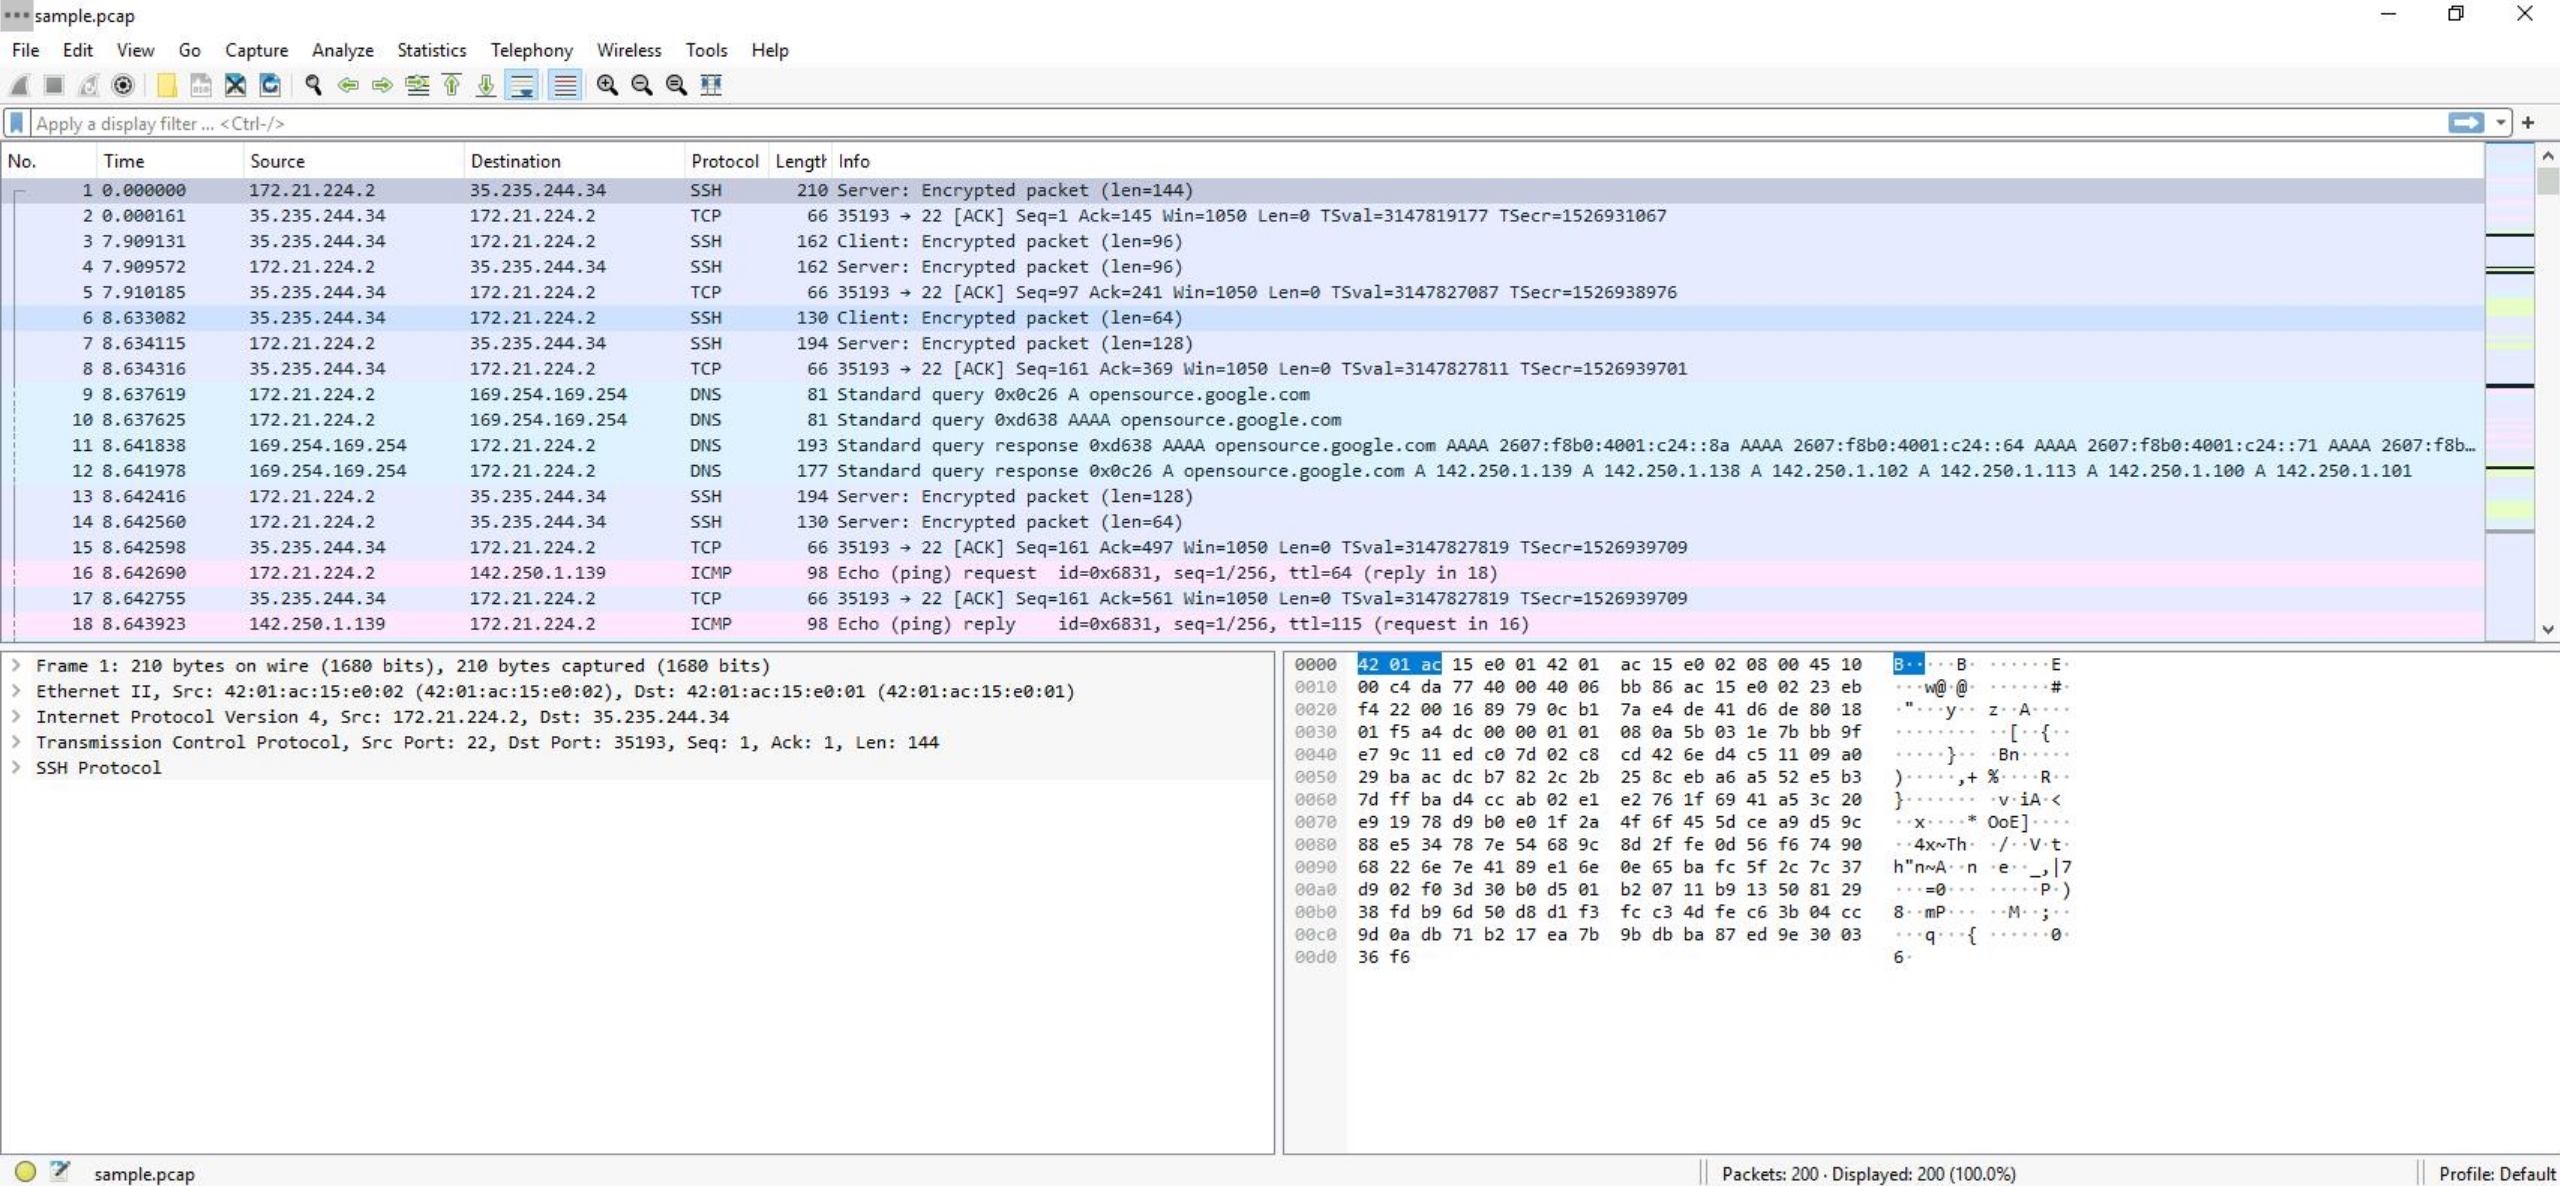 sample.pcap
File Edit View Go Capture Analyze Statistics Telephony Wireless Tools Help
Apply a display filter ... <Ctrl-/>
No. Time Source Destination Protocol Length Info
1 0.000000 172.21.224.2 35.235.244.34 SSH 210 Server: Encrypted packet (len=144)
2 0.000161 35.235.244.34 172.21.224.2 TCP 66 35193 → 22 [ACK] Seq=1 Ack=145 Win=1050 Len=0 TSval=3147819177 TSecr=1526931067
3 7.909131 35.235.244.34 172.21.224.2 SSH 162 Client: Encrypted packet (len=96)
4 7.909572 172.21.224.2 35.235.244.34 SSH 162 Server: Encrypted packet (len=96)
5 7.910185 35.235.244.34 172.21.224.2 TCP 66 35193 → 22 [ACK] Seq=97 Ack=241 Win=1050 Len=0 TSval=3147827087 TSecr=1526938976
6 8.633082 35.235.244.34 172.21.224.2 SSH 130 Client: Encrypted packet (len=64)
7 8.634115 172.21.224.2 35.235.244.34 SSH 194 Server: Encrypted packet (len=128)
8 8.634316 35.235.244.34 172.21.224.2 TCP 66 35193 → 22 [ACK] Seq=161 Ack=369 Win=1050 Len=0 TSval=3147827811 TSecr=1526939701
9 8.637619 172.21.224.2 169.254.169.254 DNS 81 Standard query 0x0c26 A opensource.google.com
10 8.637625 172.21.224.2 169.254.169.254 DNS 81 Standard query 0xd638 AAAA opensource.google.com
11 8.641838 169.254.169.254 172.21.224.2 DNS 193 Standard query response 0xd638 AAAA opensource.google.com AAAA 2607:f8b0:4001:c24::8a AAAA 2607:f8b0:4001:c24::64 AAAA 2607:f8b0:4001:c24::71 AAAA 2607:f8b…
12 8.641978 169.254.169.254 172.21.224.2 DNS 177 Standard query response 0x0c26 A opensource.google.com A 142.250.1.139 A 142.250.1.138 A 142.250.1.102 A 142.250.1.113 A 142.250.1.100 A 142.250.1.101
13 8.642416 172.21.224.2 35.235.244.34 SSH 194 Server: Encrypted packet (len=128)
14 8.642560 172.21.224.2 35.235.244.34 SSH 130 Server: Encrypted packet (len=64)
15 8.642598 35.235.244.34 172.21.224.2 TCP 66 35193 → 22 [ACK] Seq=161 Ack=497 Win=1050 Len=0 TSval=3147827819 TSecr=1526939709
16 8.642690 172.21.224.2 142.250.1.139 ICMP 98 Echo (ping) request id=0x6831, seq=1/256, ttl=64 (reply in 18)
17 8.642755 35.235.244.34 172.21.224.2 TCP 66 35193 → 22 [ACK] Seq=161 Ack=561 Win=1050 Len=0 TSval=3147827819 TSecr=1526939709
18 8.643923 142.250.1.139 172.21.224.2 ICMP 98 Echo (ping) reply id=0x6831, seq=1/256, ttl=115 (request in 16)
Frame 1: 210 bytes on wire (1680 bits), 210 bytes captured (1680 bits)
Ethernet II, Src: 42:01:ac:15:e0:02 (42:01:ac:15:e0:02), Dst: 42:01:ac:15:e0:01 (42:01:ac:15:e0:01)
Internet Protocol Version 4, Src: 172.21.224.2, Dst: 35.235.244.34
Transmission Control Protocol, Src Port: 22, Dst Port: 35193, Seq: 1, Ack: 1, Len: 144
SSH Protocol
0000 42 01 ac 15 e0 01 42 01 ac 15 e0 02 08 00 45 10 B·····B· ······E·
0010 00 c4 da 77 40 00 40 06 bb 86 ac 15 e0 02 23 eb ···w@·@· ······#·
0020 f4 22 00 16 89 79 0c b1 7a e4 de 41 d6 de 80 18 ·"···y·· z··A····
0030 01 f5 a4 dc 00 00 01 01 08 0a 5b 03 1e 7b bb 9f ········ ··[··{··
0040 e7 9c 11 ed c0 7d 02 c8 cd 42 6e d4 c5 11 09 a0 ·····}·· ·Bn·····
0050 29 ba ac dc b7 82 2c 2b 25 8c eb a6 a5 52 e5 b3 )·····,+ %····R··
0060 7d ff ba d4 cc ab 02 e1 e2 76 1f 69 41 a5 3c 20 }······· ·v·iA·<
0070 e9 19 78 d9 b0 e0 1f 2a 4f 6f 45 5d ce a9 d5 9c ··x····* OoE]····
0080 88 e5 34 78 7e 54 68 9c 8d 2f fe 0d 56 f6 74 90 ··4x~Th· ·/··V·t·
0090 68 22 6e 7e 41 89 e1 6e 0e 65 ba fc 5f 2c 7c 37 h"n~A··n ·e··_,|7
00a0 d9 02 f0 3d 30 b0 d5 01 b2 07 11 b9 13 50 81 29 ···=0··· ·····P·)
00b0 38 fd b9 6d 50 d8 d1 f3 fc c3 4d fe c6 3b 04 cc 8··mP··· ··M··;··
00c0 9d 0a db 71 b2 17 ea 7b 9b db ba 87 ed 9e 30 03 ···q···{ ······0·
00d0 36 f6 6·
sample.pcap Packets: 200 · Displayed: 200 (100.0%) Profile: Default